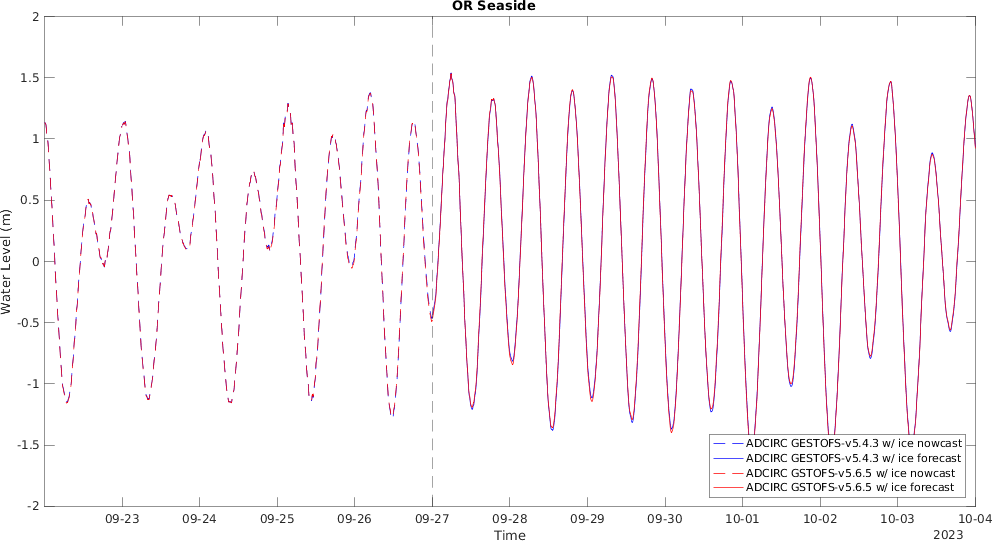 OR Seaside
2
1.5
1
0.5
0
-0.5
-1
-1.5
-2
Water Level (m)
ADCIRC GESTOFS-v5.4.3 w/ ice nowcast
ADCIRC GESTOFS-v5.4.3 w/ ice forecast
ADCIRC GSTOFS-v5.6.5 w/ ice nowcast
ADCIRC GSTOFS-v5.6.5 w/ ice forecast
09-23 09-24 09-25 09-26 09-27 09-28 09-29 09-30 10-01 10-02 10-03 10-04
Time
2023